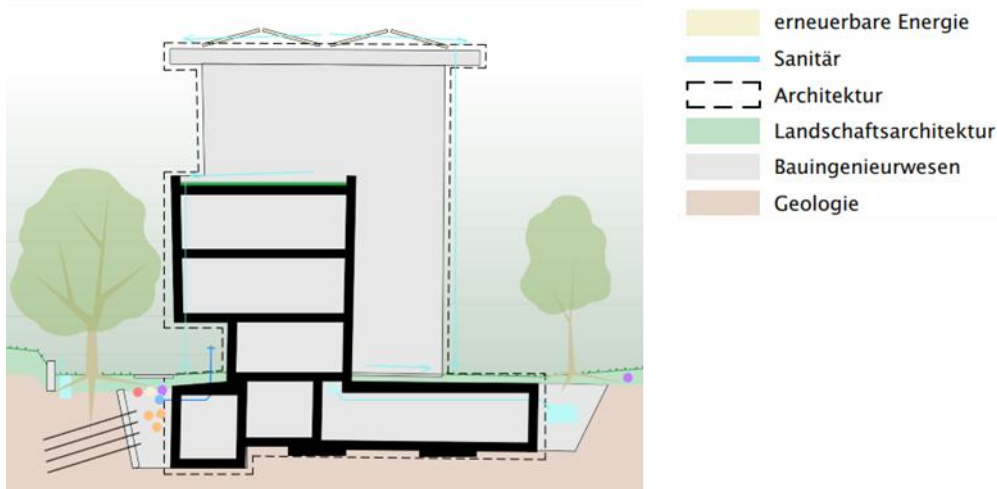 erneuerbare Energie
Sanitär
Architektur
Landschaftsarchitektur
Bauingenieurwesen
Geologie